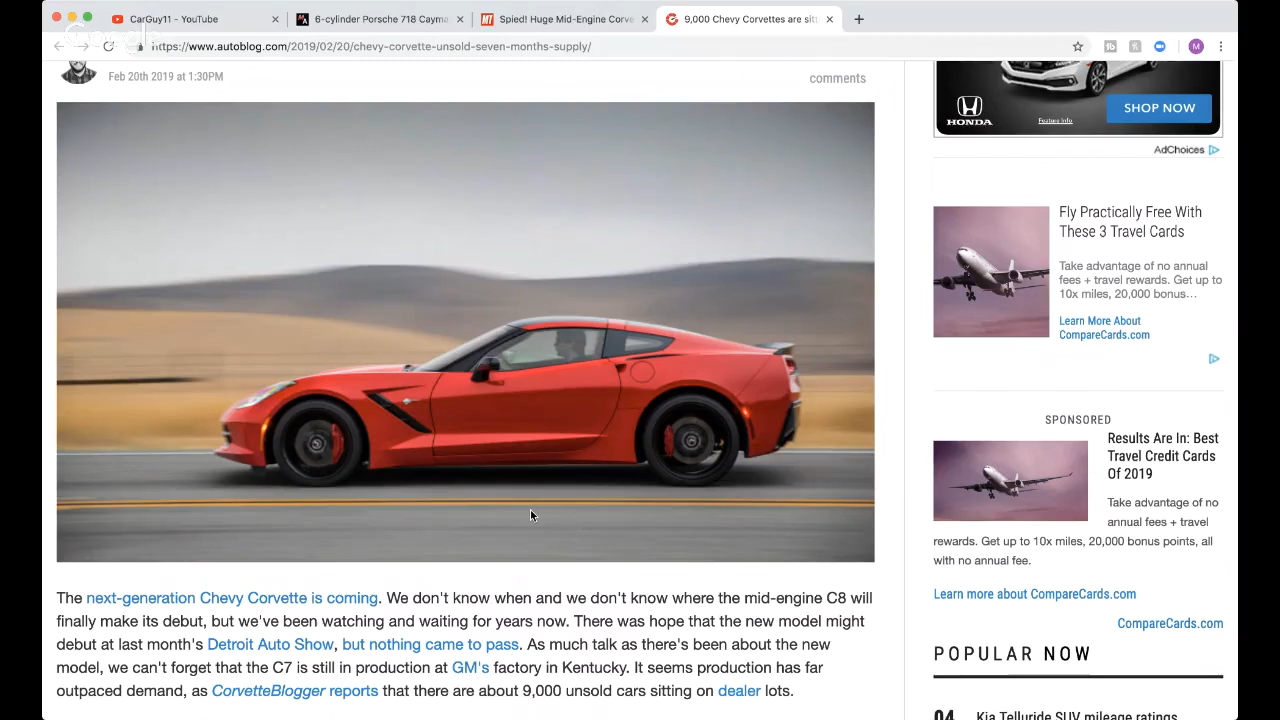 CarGuy11 - YouTube
6-cylinder Porsche 718 Cayma
Spied! Huge Mid-Engine Corve
9,000 Chevy Corvettes are sit
Google
https://www.autoblog.com/2019/02/20/chevy-corvette-unsold-seven-months-supply/
M
Feb 20th 2019 at 1:30PM
comments
The next-generation Chevy Corvette is coming. We don't know when and we don't know where the mid-engine C8 will
finally make its debut, but we've been watching and waiting for years now. There was hope that the new model might
debut at last month's Detroit Auto Show, but nothing came to pass. As much talk as there's been about the new
model, we can't forget that the C7 is still in production at GM's factory in Kentucky. It seems production has far
outpaced demand, as CorvetteBlogger reports that there are about 9,000 unsold cars sitting on dealer lots.
HONDA
Feature Info
SHOP NOW
AdChoices
Fly Practically Free With
These 3 Travel Cards
Take advantage of no annual
fees + travel rewards. Get up to
10x miles, 20,000 bonus...
Learn More About
CompareCards.com
SPONSORED
Results Are In: Best
Travel Credit Cards
Of 2019
Take advantage of no
annual fees + travel
rewards. Get up to 10x miles, 20,000 bonus points, all
with no annual fee.
Learn more about CompareCards.com
CompareCards.com
POPULAR NOW
04 Kia Telluride SUV mileage ratings